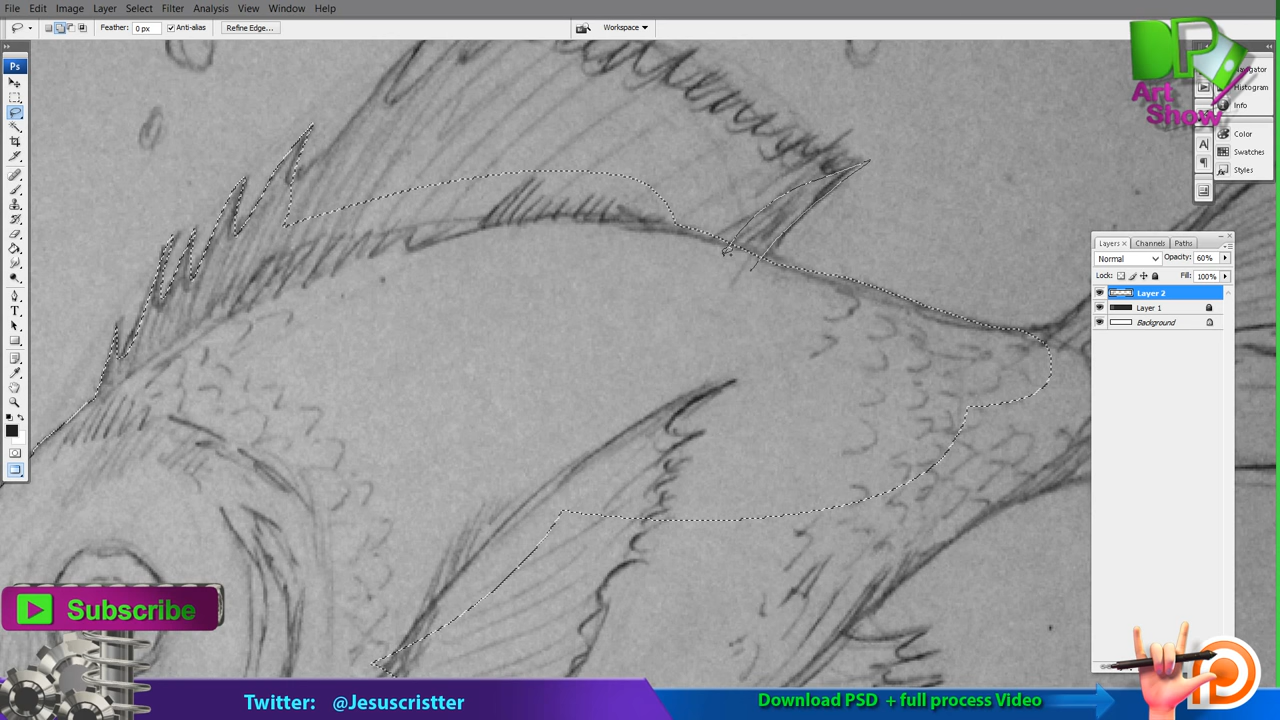 File Edit Image Layer Select Filter Analysis View Window Help
Feather: 0 px Anti-alias Refine Edge... Workspace
Ps
DP
Art
Show
Histogram
Info
A
Color
Swatches
Styles
Layers Channels Paths
Normal Opacity: 60%
Lock: Fill: 100%
Layer 2
Layer 1
Background
T
Subscribe
Twitter: @Jesuscristter
Download PSD + full process Video